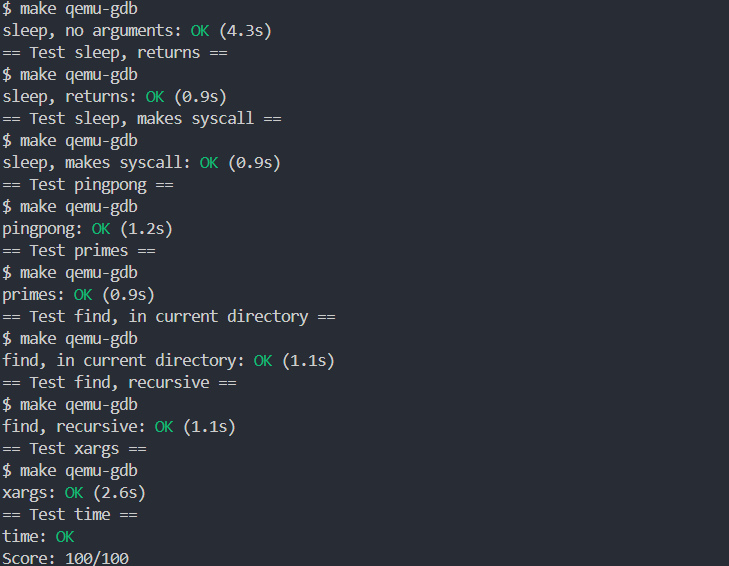 $ make qemu-gdb
sleep, no arguments: OK (4.3s)
== Test sleep, returns ==
$ make qemu-gdb
sleep, returns: OK (0.9s)
== Test sleep, makes syscall ==
$ make qemu-gdb
sleep, makes syscall: OK (0.9s)
== Test pingpong ==
$ make qemu-gdb
pingpong: OK (1.2s)
== Test primes ==
$ make qemu-gdb
primes: OK (0.9s)
== Test find, in current directory ==
$ make qemu-gdb
find, in current directory: OK (1.1s)
== Test find, recursive ==
$ make qemu-gdb
find, recursive: OK (1.1s)
== Test xargs ==
$ make qemu-gdb
xargs: OK (2.6s)
== Test time ==
time: OK
Score: 100/100